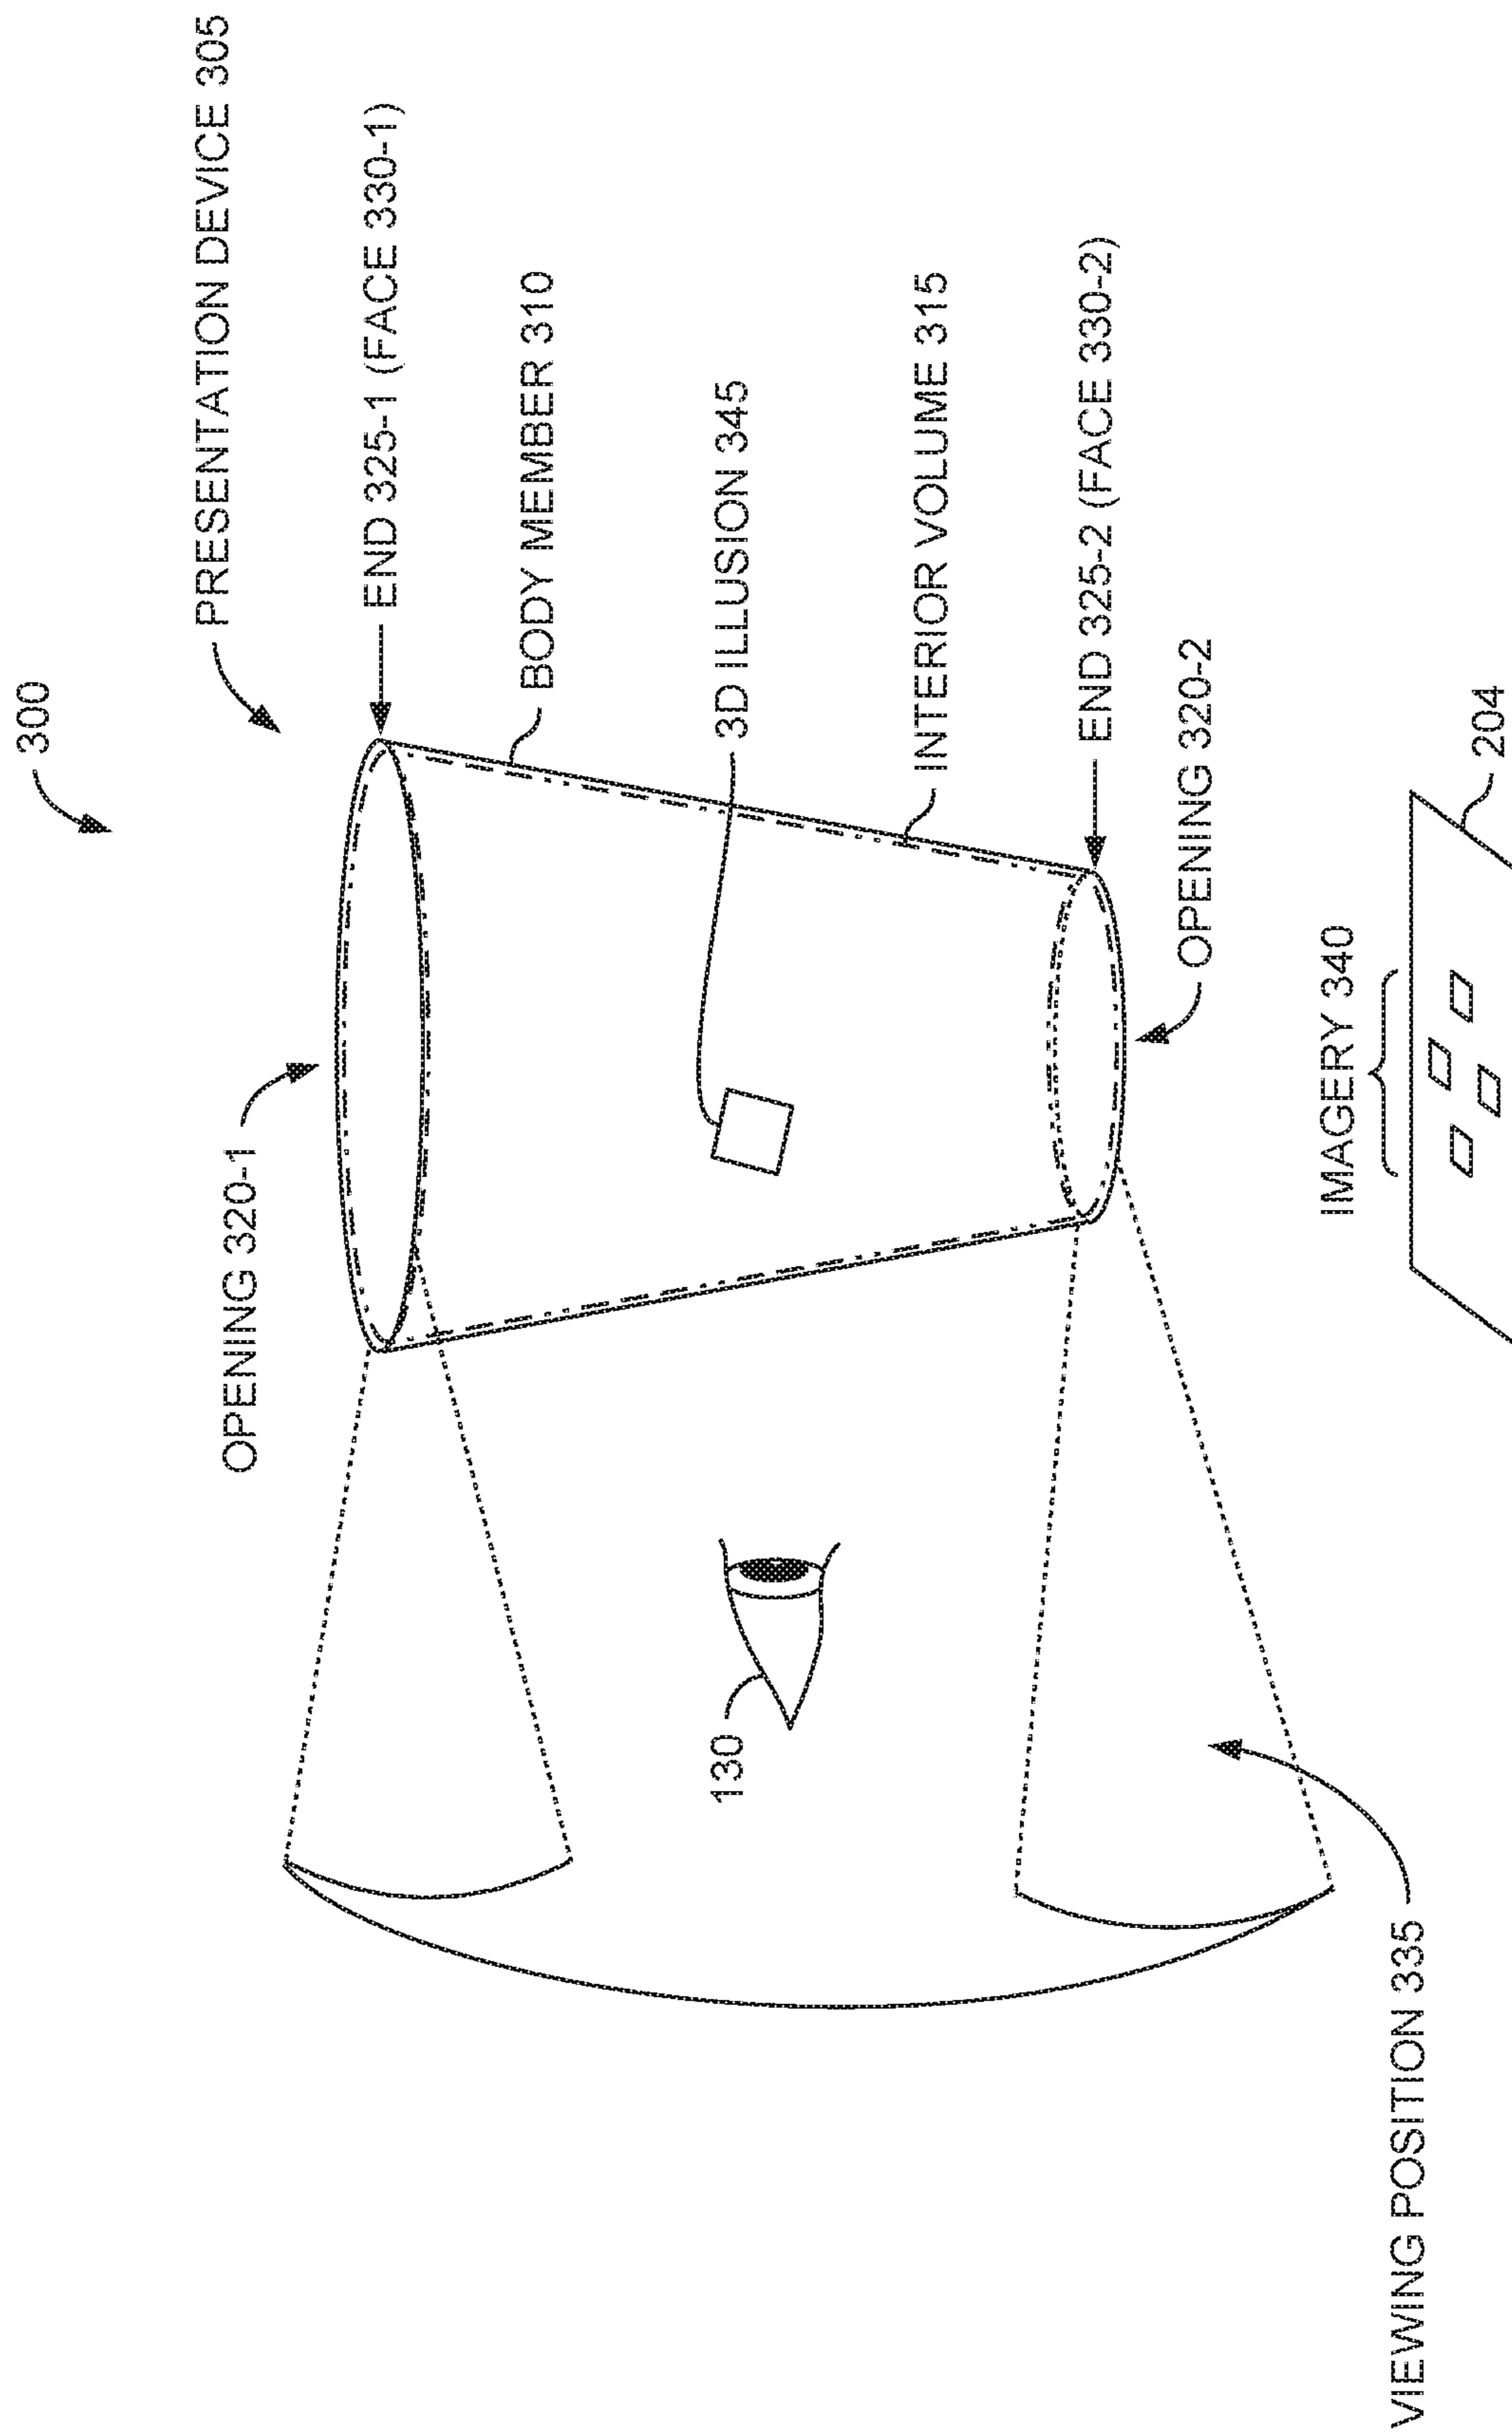 300
PRESENTATION DEVICE 305
OPENING 320-1
END 325-1 (FACE 330-1)
BODY MEMBER 310
130
3D ILLUSION 345
INTERIOR VOLUME 315
END 325-2 (FACE 330-2)
OPENING 320-2
IMAGERY 340
VIEWING POSITION 335
204